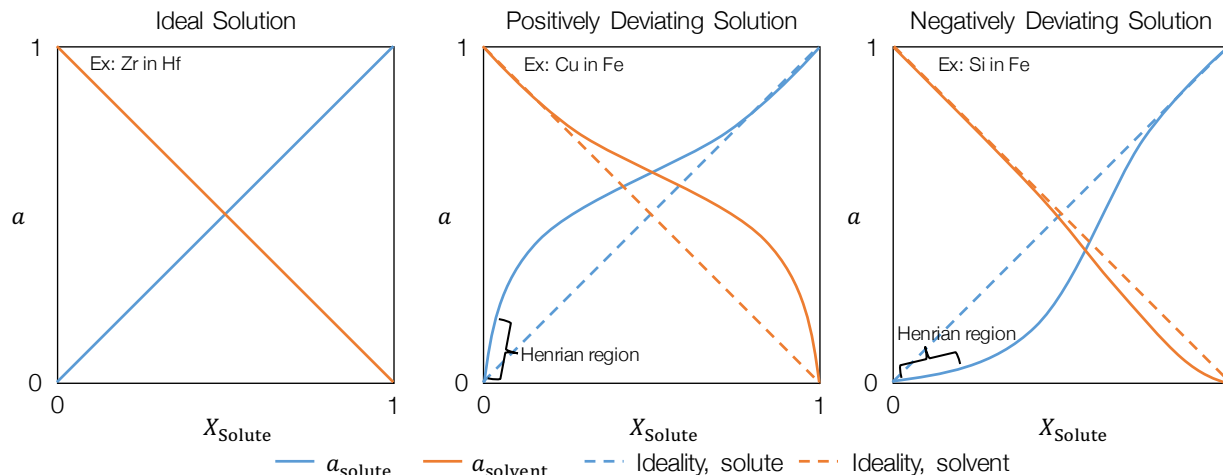 Ideal Solution
Ex: Zr in Hf
1
a
0
0
1
X_Solute
Positively Deviating Solution
Ex: Cu in Fe
1
a
Henrian region
0
0
1
X_Solute
Negatively Deviating Solution
Ex: Si in Fe
1
a
Henrian region
0
0
X_Solute
a_solute
a_solvent
Ideality, solute
Ideality, solvent